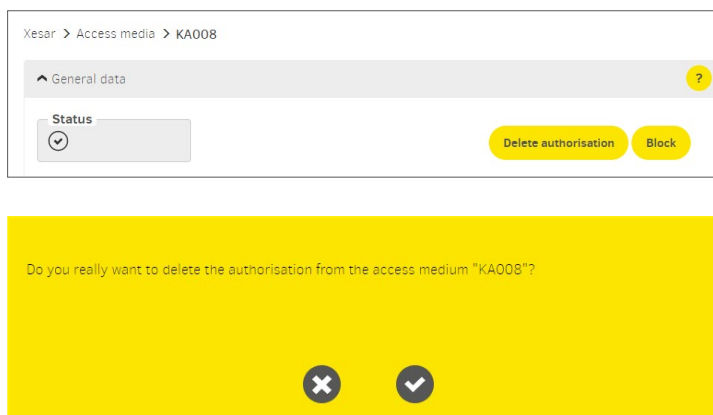 Xesar > Access media > KA008
General data
?
Status
Delete authorisation
Block
Do you really want to delete the authorisation from the access medium "KA008"?